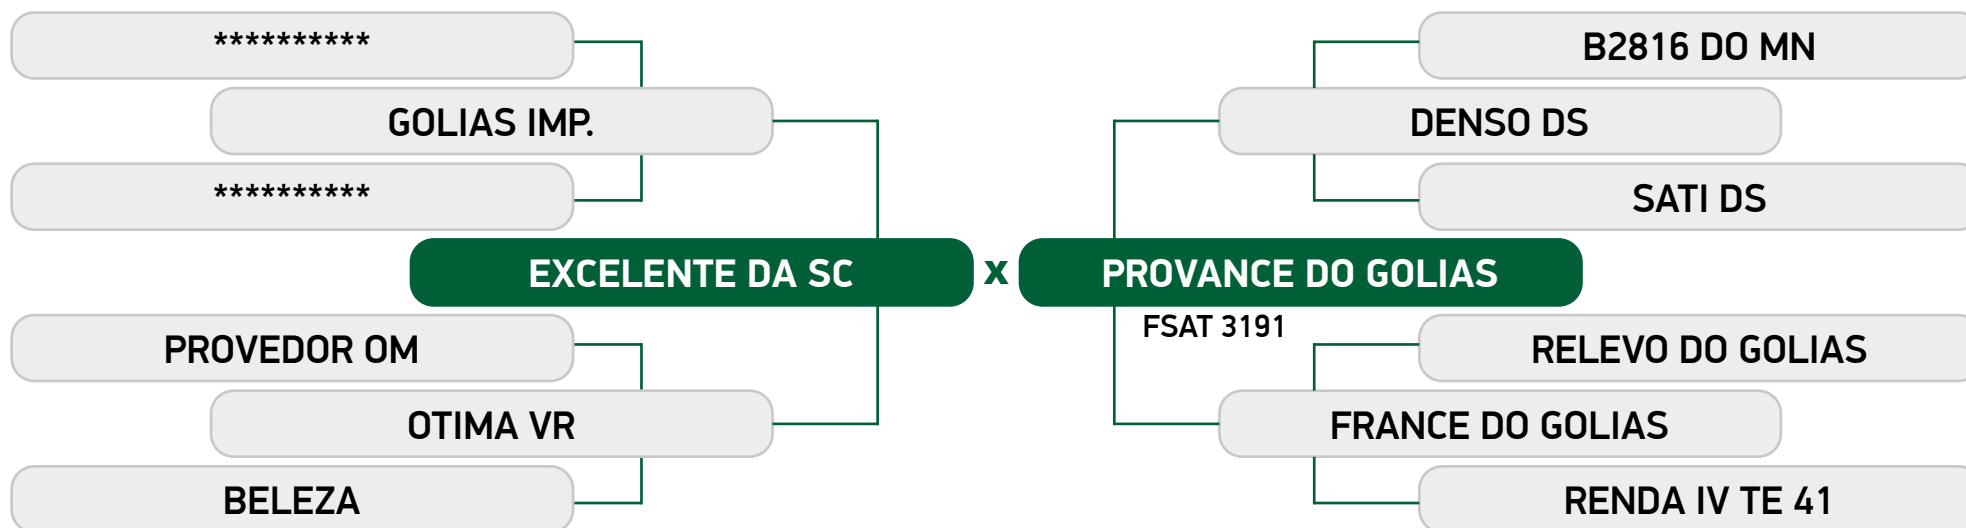 **********
B2816 DO MN
GOLIAS IMP.
DENSO DS
**********
SATI DS
EXCELENTE DA SC x PROVANCE DO GOLIAS
FSAT 3191
PROVEDOR OM
RELEVO DO GOLIAS
OTIMA VR
FRANCE DO GOLIAS
BELEZA
RENDA IV TE 41